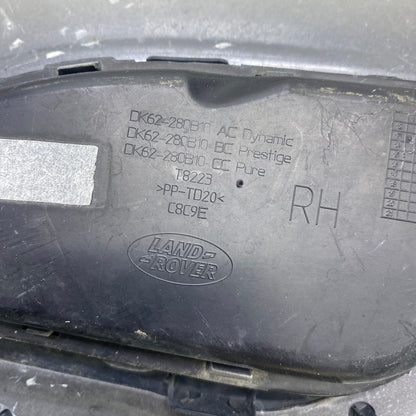 DK62-280B10-AC Dynamic
DK62-280B10-BC Prestige
DK62-280B10-CC Pure
T8223
>PP-TD20<
C8C9E
RH
LAND-
-ROVER